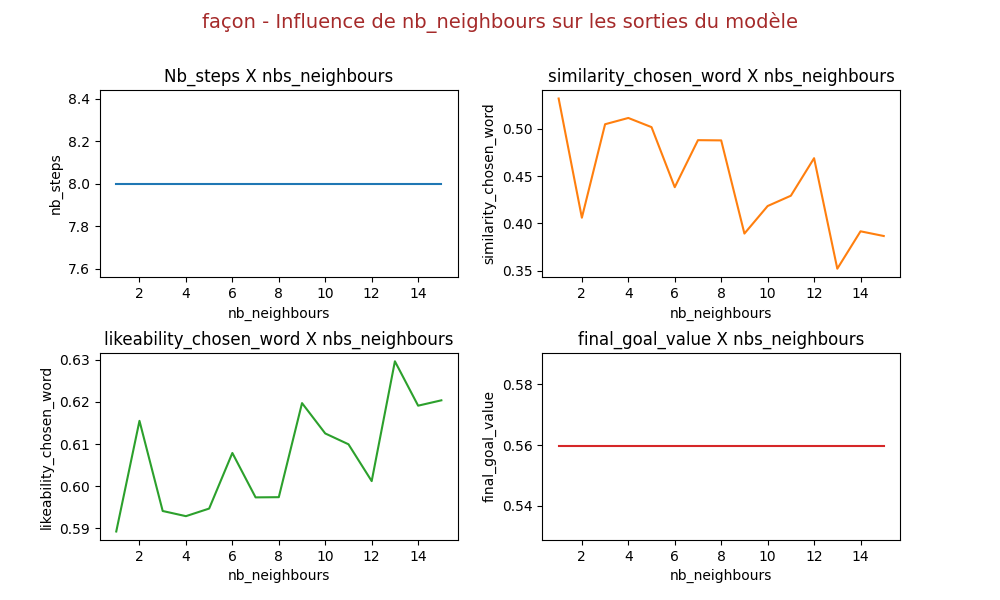 façon - Influence de nb_neighbours sur les sorties du modèle
Nb_steps X nbs_neighbours
8.4
8.2
8.0
7.8
7.6
nb_steps
2 4 6 8 10 12 14
nb_neighbours
similarity_chosen_word X nbs_neighbours
0.50
0.45
0.40
0.35
similarity_chosen_word
2 4 6 8 10 12 14
nb_neighbours
likeability_chosen_word X nbs_neighbours
0.63
0.62
0.61
0.60
0.59
likeability_chosen_word
2 4 6 8 10 12 14
nb_neighbours
final_goal_value X nbs_neighbours
0.58
0.56
0.54
final_goal_value
2 4 6 8 10 12 14
nb_neighbours